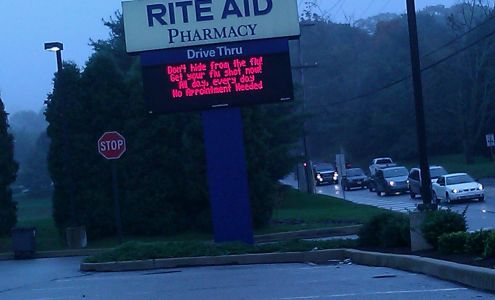 RITE AID
PHARMACY
Drive Thru
Don't hide from the flu!
Get your flu shot now!
All day, every day
No Appointment Needed
STOP